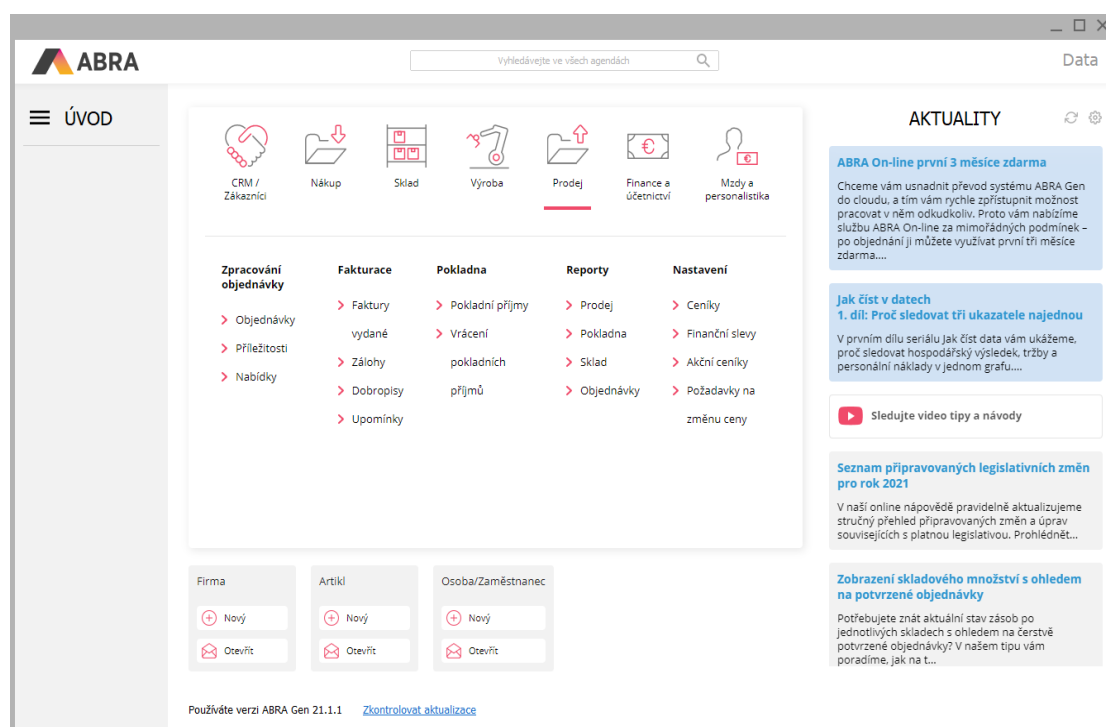 ABRA
Vyhledávejte ve všech agendách
Data
ÚVOD
CRM /
Zákazníci
Nákup
Sklad
Výroba
Prodej
Finance a
účetnictví
Mzdy a
personalistika
Zpracování
objednávky
Objednávky
Příležitosti
Nabídky
Fakturace
Faktury
vydané
Zálohy
Dobropisy
Upomínky
Pokladna
Pokladní příjmy
Vrácení
pokladních
příjmů
Reporty
Prodej
Pokladna
Sklad
Objednávky
Nastavení
Ceníky
Finanční slevy
Akční ceníky
Požadavky na
změnu ceny
Firma
Nový
Otevřít
Artikl
Nový
Otevřít
Osoba/Zaměstnanec
Nový
Otevřít
Používáte verzi ABRA Gen 21.1.1 Zkontrolovat aktualizace
AKTUALITY
ABRA On-line první 3 měsíce zdarma
Chceme vám usnadnit převod systému ABRA Gen
do cloudu, a tím vám rychle zpřístupnit možnost
pracovat v něm odkudkoliv. Proto vám nabízíme
službu ABRA On-line za mimořádných podmínek –
po objednání ji můžete využívat první tři měsíce
zdarma....
Jak číst v datech
1. díl: Proč sledovat tři ukazatele najednou
V prvním dílu seriálu Jak číst data vám ukážeme,
proč sledovat hospodářský výsledek, tržby a
personální náklady v jednom grafu....
Sledujte video tipy a návody
Seznam připravovaných legislativních změn
pro rok 2021
V naší online nápovědě pravidelně aktualizujeme
stručný přehled připravovaných změn a úprav
souvisejících s platnou legislativou. Prohlédnět...
Zobrazení skladového množství s ohledem
na potvrzené objednávky
Potřebujete znát aktuální stav zásob po
jednotlivých skladech s ohledem na čerstvě
potvrzené objednávky? V našem tipu vám
poradíme, jak na t...